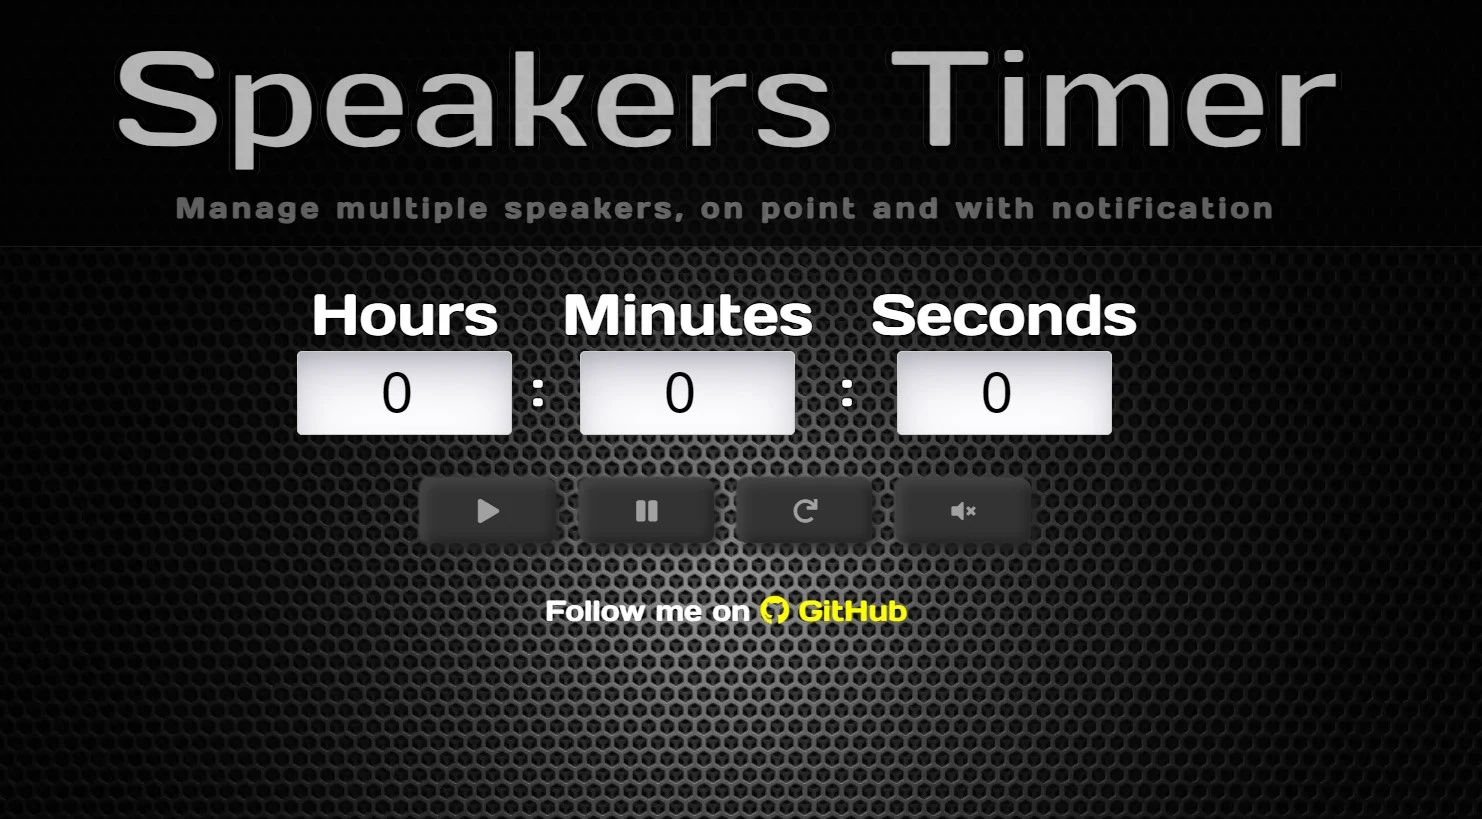 Speakers Timer
Manage multiple speakers, on point and with notification
Hours Minutes Seconds
0 : 0 : 0
Follow me on GitHub